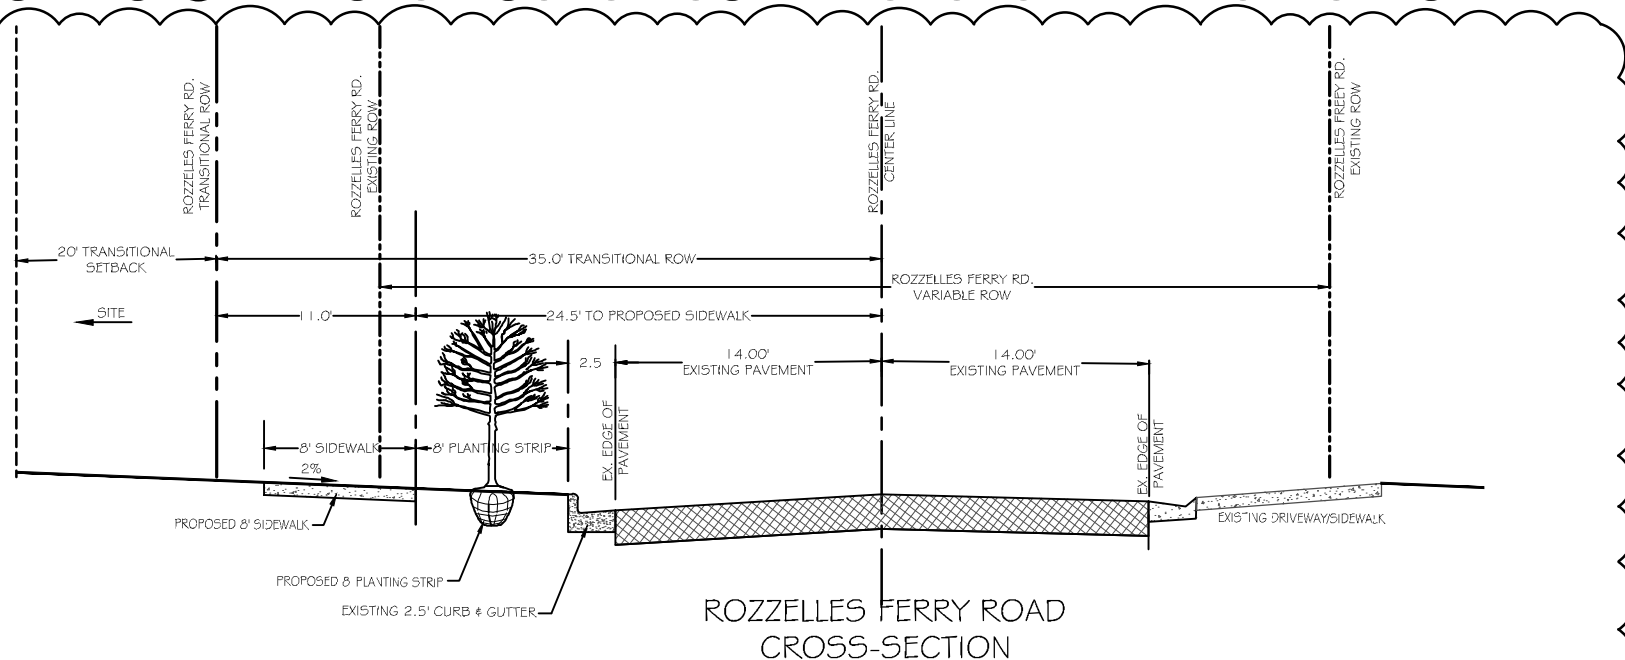 ROZZELES FERRY RD.
TRANSITIONAL ROW
ROZZELLES FERRY RD.
EXISTING ROW
ROZZELLES FERRY RD.
CENTER LINE
ROZZELLES FREEY RD.
EXISTING ROW
20' TRANSITIONAL
SETBACK
35.0' TRANSITIONAL ROW
ROZZELLES FERRY RD.
VARIABLE ROW
SITE
11.0'
24.5' TO PROPOSED SIDEWALK
2.5
14.00'
EXISTING PAVEMENT
14.00'
EXISTING PAVEMENT
EX. EDGE OF
PAVEMENT
EX. EDGE OF
PAVEMENT
8' SIDEWALK
8' PLANTING STRIP
2%
PROPOSED 8' SIDEWALK
EXISTING DRIVEWAY/SIDEWALK
PROPOSED 8 PLANTING STRIP
EXISTING 2.5' CURB & GUTTER
ROZZELLES FERRY ROAD
CROSS-SECTION